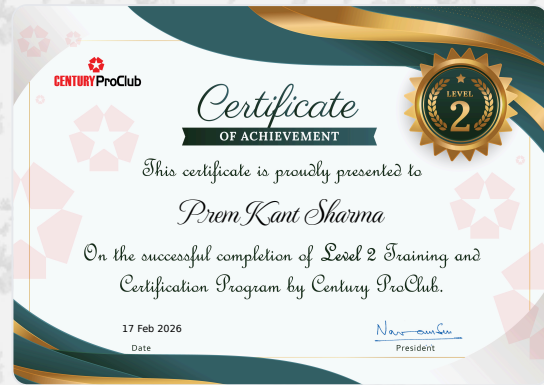 CENTURY ProClub
LEVEL
2
Certificate
OF ACHIEVEMENT
This certificate is proudly presented to
Prem Kant Sharma
On the successful completion of Level 2 Training and
Certification Program by Century ProClub.
17 Feb 2026
Date
President